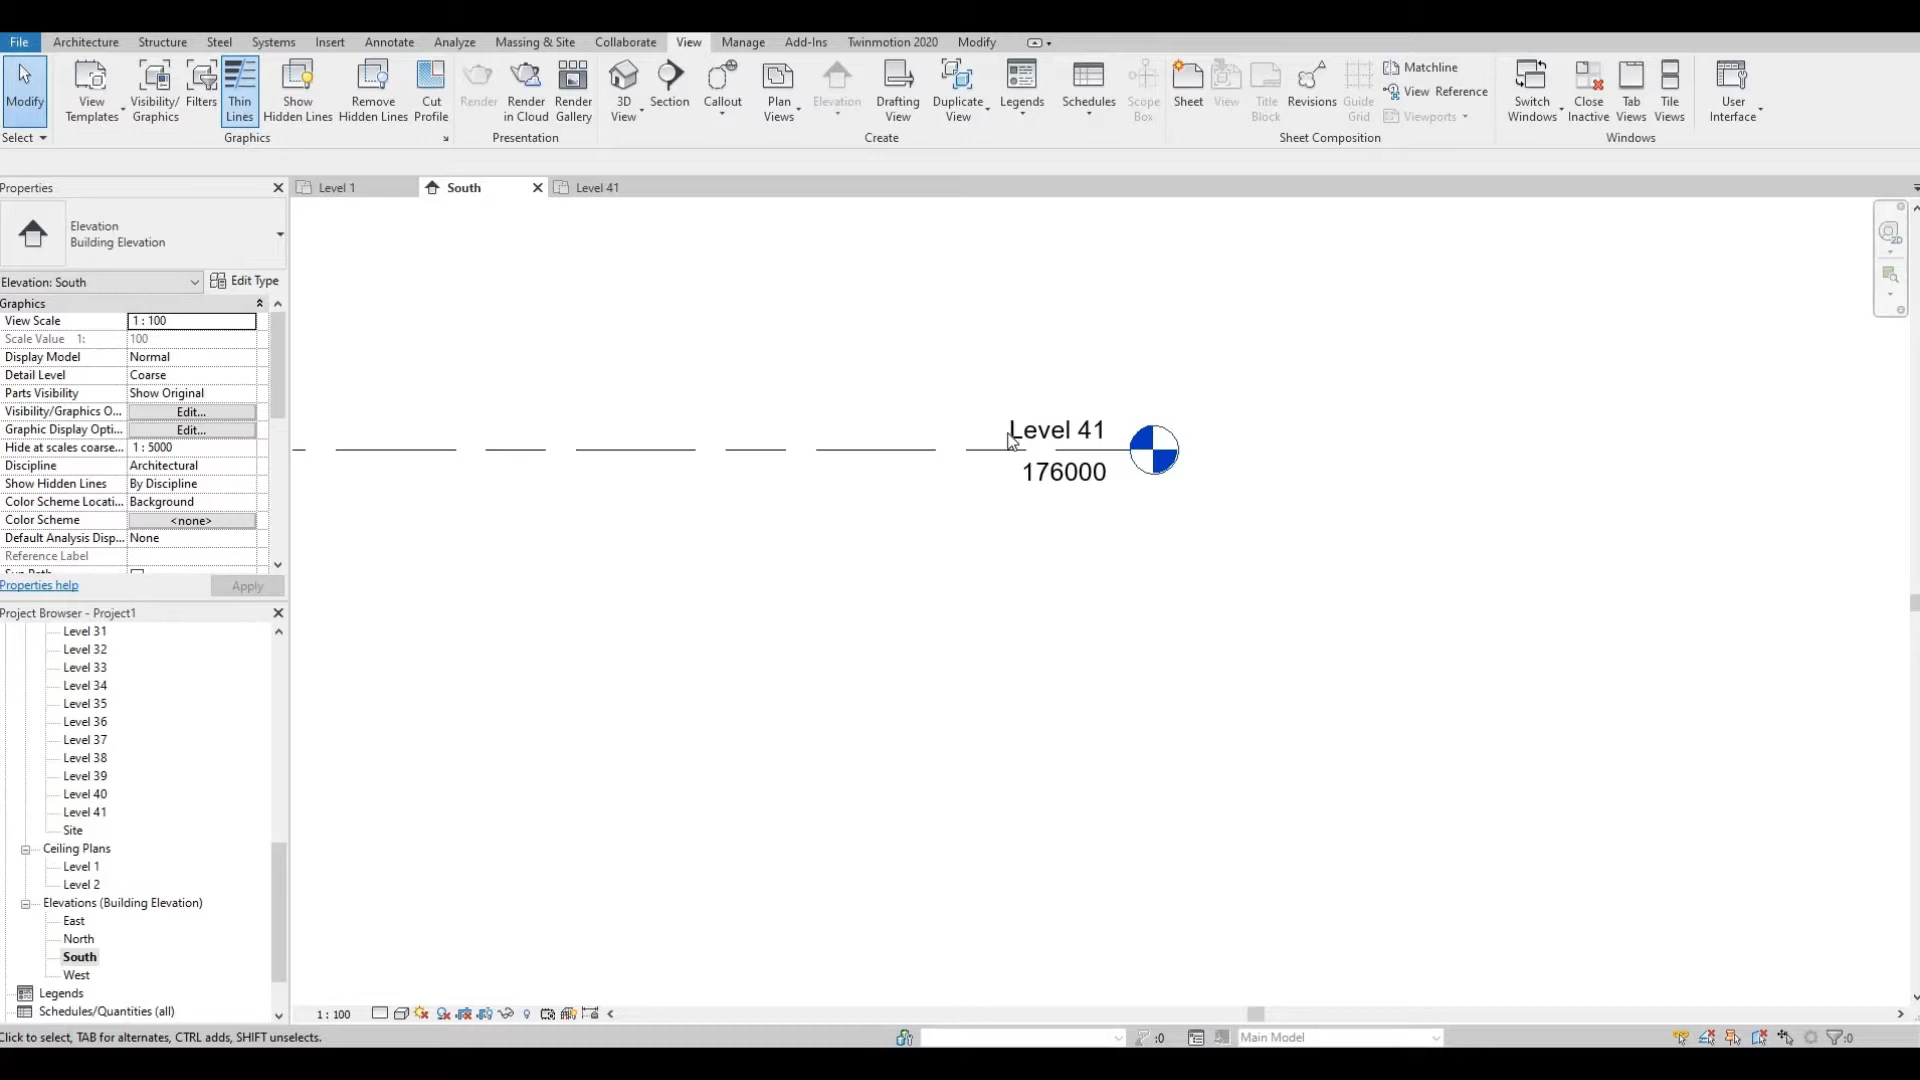 File Architecture Structure Steel Systems Insert Annotate Analyze Massing & Site Collaborate View Manage Add-Ins Twinmotion 2020 Modify
Modify
View Templates
Visibility/ Graphics
Filters
Thin Lines
Show Hidden Lines
Remove Hidden Lines
Cut Profile
Render
Render in Cloud
Render Gallery
3D View
Section
Callout
Plan Views
Elevation
Drafting View
Duplicate View
Legends
Schedules
Scope Box
Sheet
View
Title Block
Revisions
Guide Grid
Matchline
View Reference
Viewports
Switch Windows
Close Inactive
Tab Views
Tile Views
User Interface
Select Graphics Presentation Create Sheet Composition Windows
Properties
Level 1 South Level 41
Elevation
Building Elevation
Elevation: South Edit Type
Graphics
View Scale 1 : 100
Scale Value 1: 100
Display Model Normal
Detail Level Coarse
Parts Visibility Show Original
Visibility/Graphics O... Edit...
Graphic Display Opti... Edit...
Hide at scales coarse... 1 : 5000
Discipline Architectural
Show Hidden Lines By Discipline
Color Scheme Locati... Background
Color Scheme <none>
Default Analysis Disp... None
Reference Label
Properties help Apply
Level 41
176000
2D
Project Browser - Project1
Level 31
Level 32
Level 33
Level 34
Level 35
Level 36
Level 37
Level 38
Level 39
Level 40
Level 41
Site
Ceiling Plans
Level 1
Level 2
Elevations (Building Elevation)
East
North
South
West
Legends
Schedules/Quantities (all)
1 : 100
Click to select, TAB for alternates, CTRL adds, SHIFT unselects. :0 Main Model :0